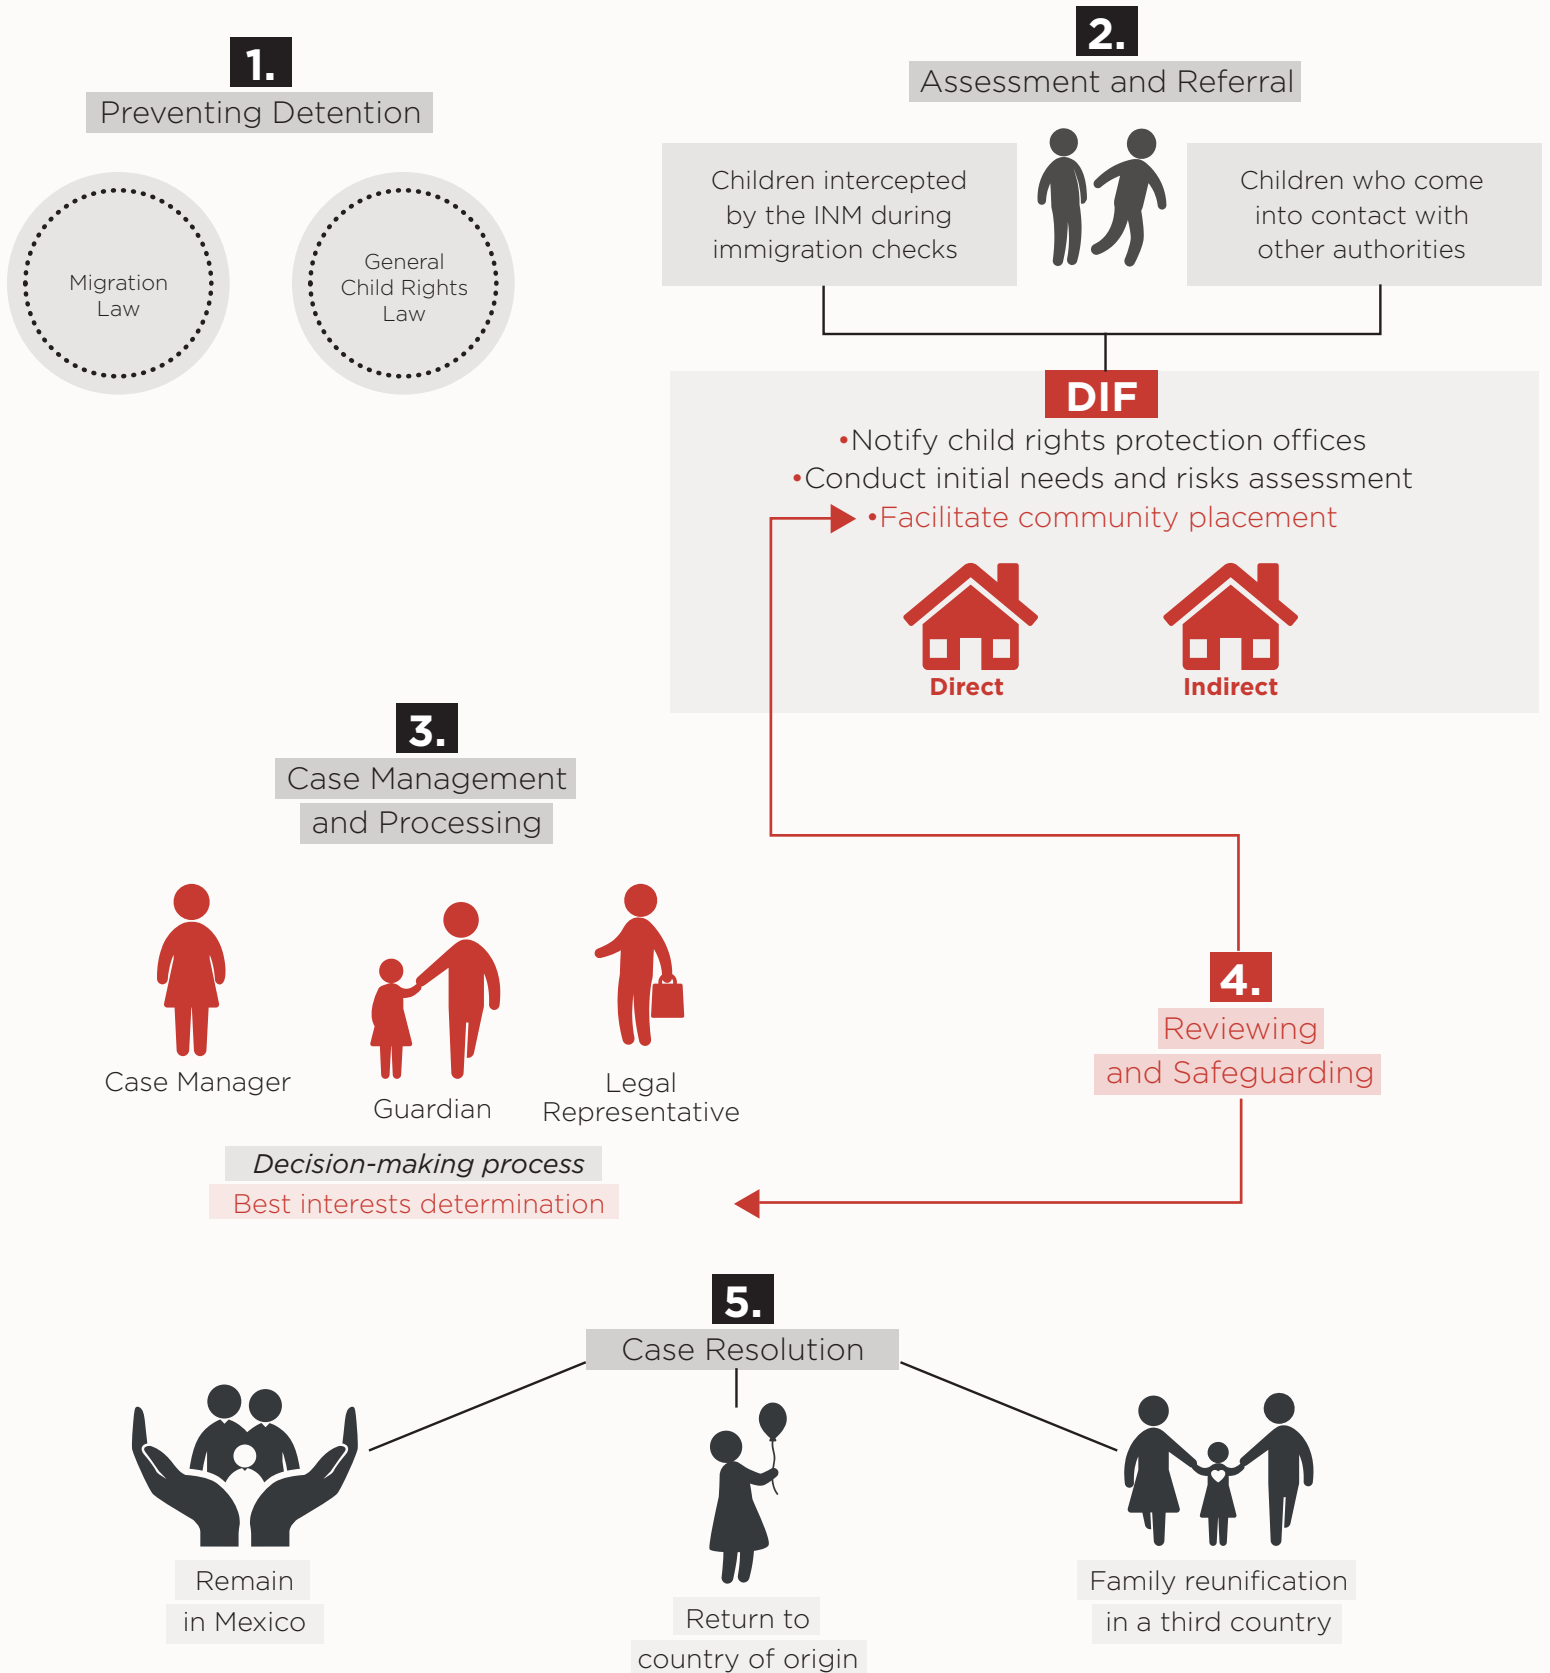 1.
Preventing Detention
Migration
Law
General
Child Rights
Law
2.
Assessment and Referral
Children intercepted
by the INM during
immigration checks
Children who come
into contact with
other authorities
DIF
•Notify child rights protection offices
•Conduct initial needs and risks assessment
•Facilitate community placement
Direct
Indirect
3.
Case Management
and Processing
Case Manager
Guardian
Legal
Representative
Decision-making process
Best interests determination
4.
Reviewing
and Safeguarding
5.
Case Resolution
Remain
in Mexico
Return to
country of origin
Family reunification
in a third country